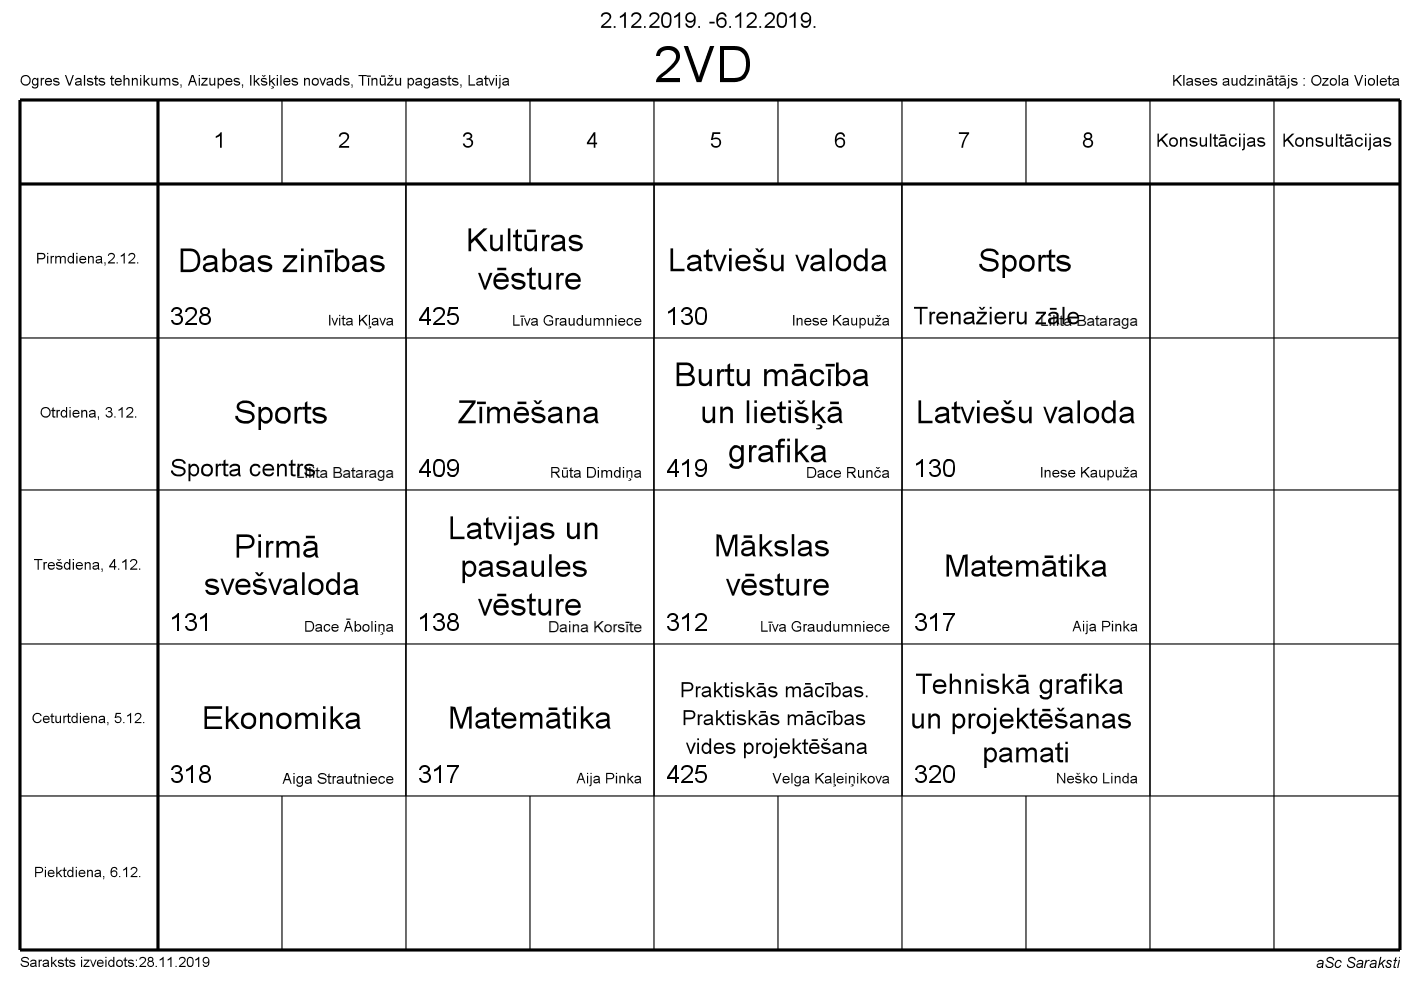 2.12.2019. -6.12.2019.
2VD
Ogres Valsts tehnikums, Aizupes, Ikšķiles novads, Tīnūžu pagasts, Latvija
Klases audzinātājs : Ozola Violeta
1 2 3 4 5 6 7 8 Konsultācijas Konsultācijas
Pirmdiena,2.12.
Dabas zinības
328 Ivita Kļava
Kultūras
vēsture
425 Līva Graudumniece
Latviešu valoda
130 Inese Kaupuža
Sports
Trenažieru zāle Lilita Bataraga
Otrdiena, 3.12.
Sports
Sporta centrs Lilita Bataraga
Zīmēšana
409 Rūta Dimdiņa
Burtu mācība
un lietišķā
grafika
419 Dace Runča
Latviešu valoda
130 Inese Kaupuža
Trešdiena, 4.12.
Pirmā
svešvaloda
131 Dace Āboliņa
Latvijas un
pasaules
vēsture
138 Daina Korsīte
Mākslas
vēsture
312 Līva Graudumniece
Matemātika
317 Aija Pinka
Ceturtdiena, 5.12.
Ekonomika
318 Aiga Strautniece
Matemātika
317 Aija Pinka
Praktiskās mācības.
Praktiskās mācības
vides projektēšana
425 Velga Kaļeiņikova
Tehniskā grafika
un projektēšanas
pamati
320 Neško Linda
Piektdiena, 6.12.
Saraksts izveidots:28.11.2019
aSc Saraksti